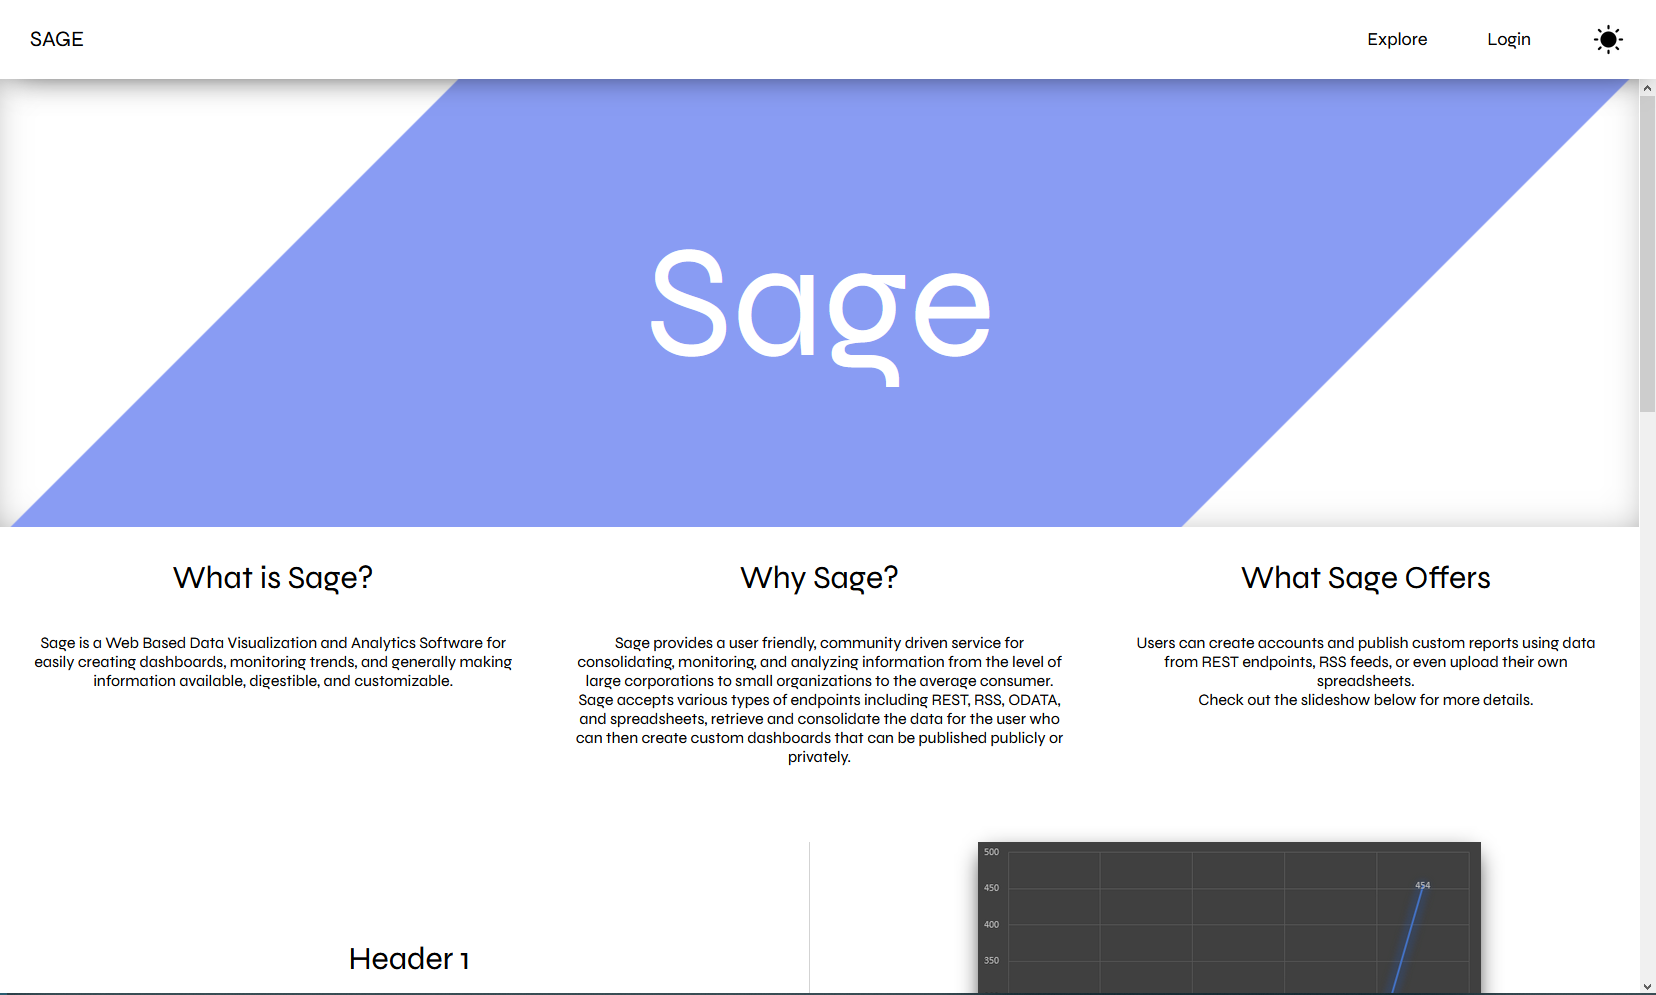 SAGE
Explore
Login
Sage
What is Sage?
Sage is a Web Based Data Visualization and Analytics Software for
easily creating dashboards, monitoring trends, and generally making
information available, digestible, and customizable.
Why Sage?
Sage provides a user friendly, community driven service for
consolidating, monitoring, and analyzing information from the level of
large corporations to small organizations to the average consumer.
Sage accepts various types of endpoints including REST, RSS, ODATA,
and spreadsheets, retrieve and consolidate the data for the user who
can then create custom dashboards that can be published publicly or
privately.
What Sage Offers
Users can create accounts and publish custom reports using data
from REST endpoints, RSS feeds, or even upload their own
spreadsheets.
Check out the slideshow below for more details.
Header 1
500
450
454
400
350